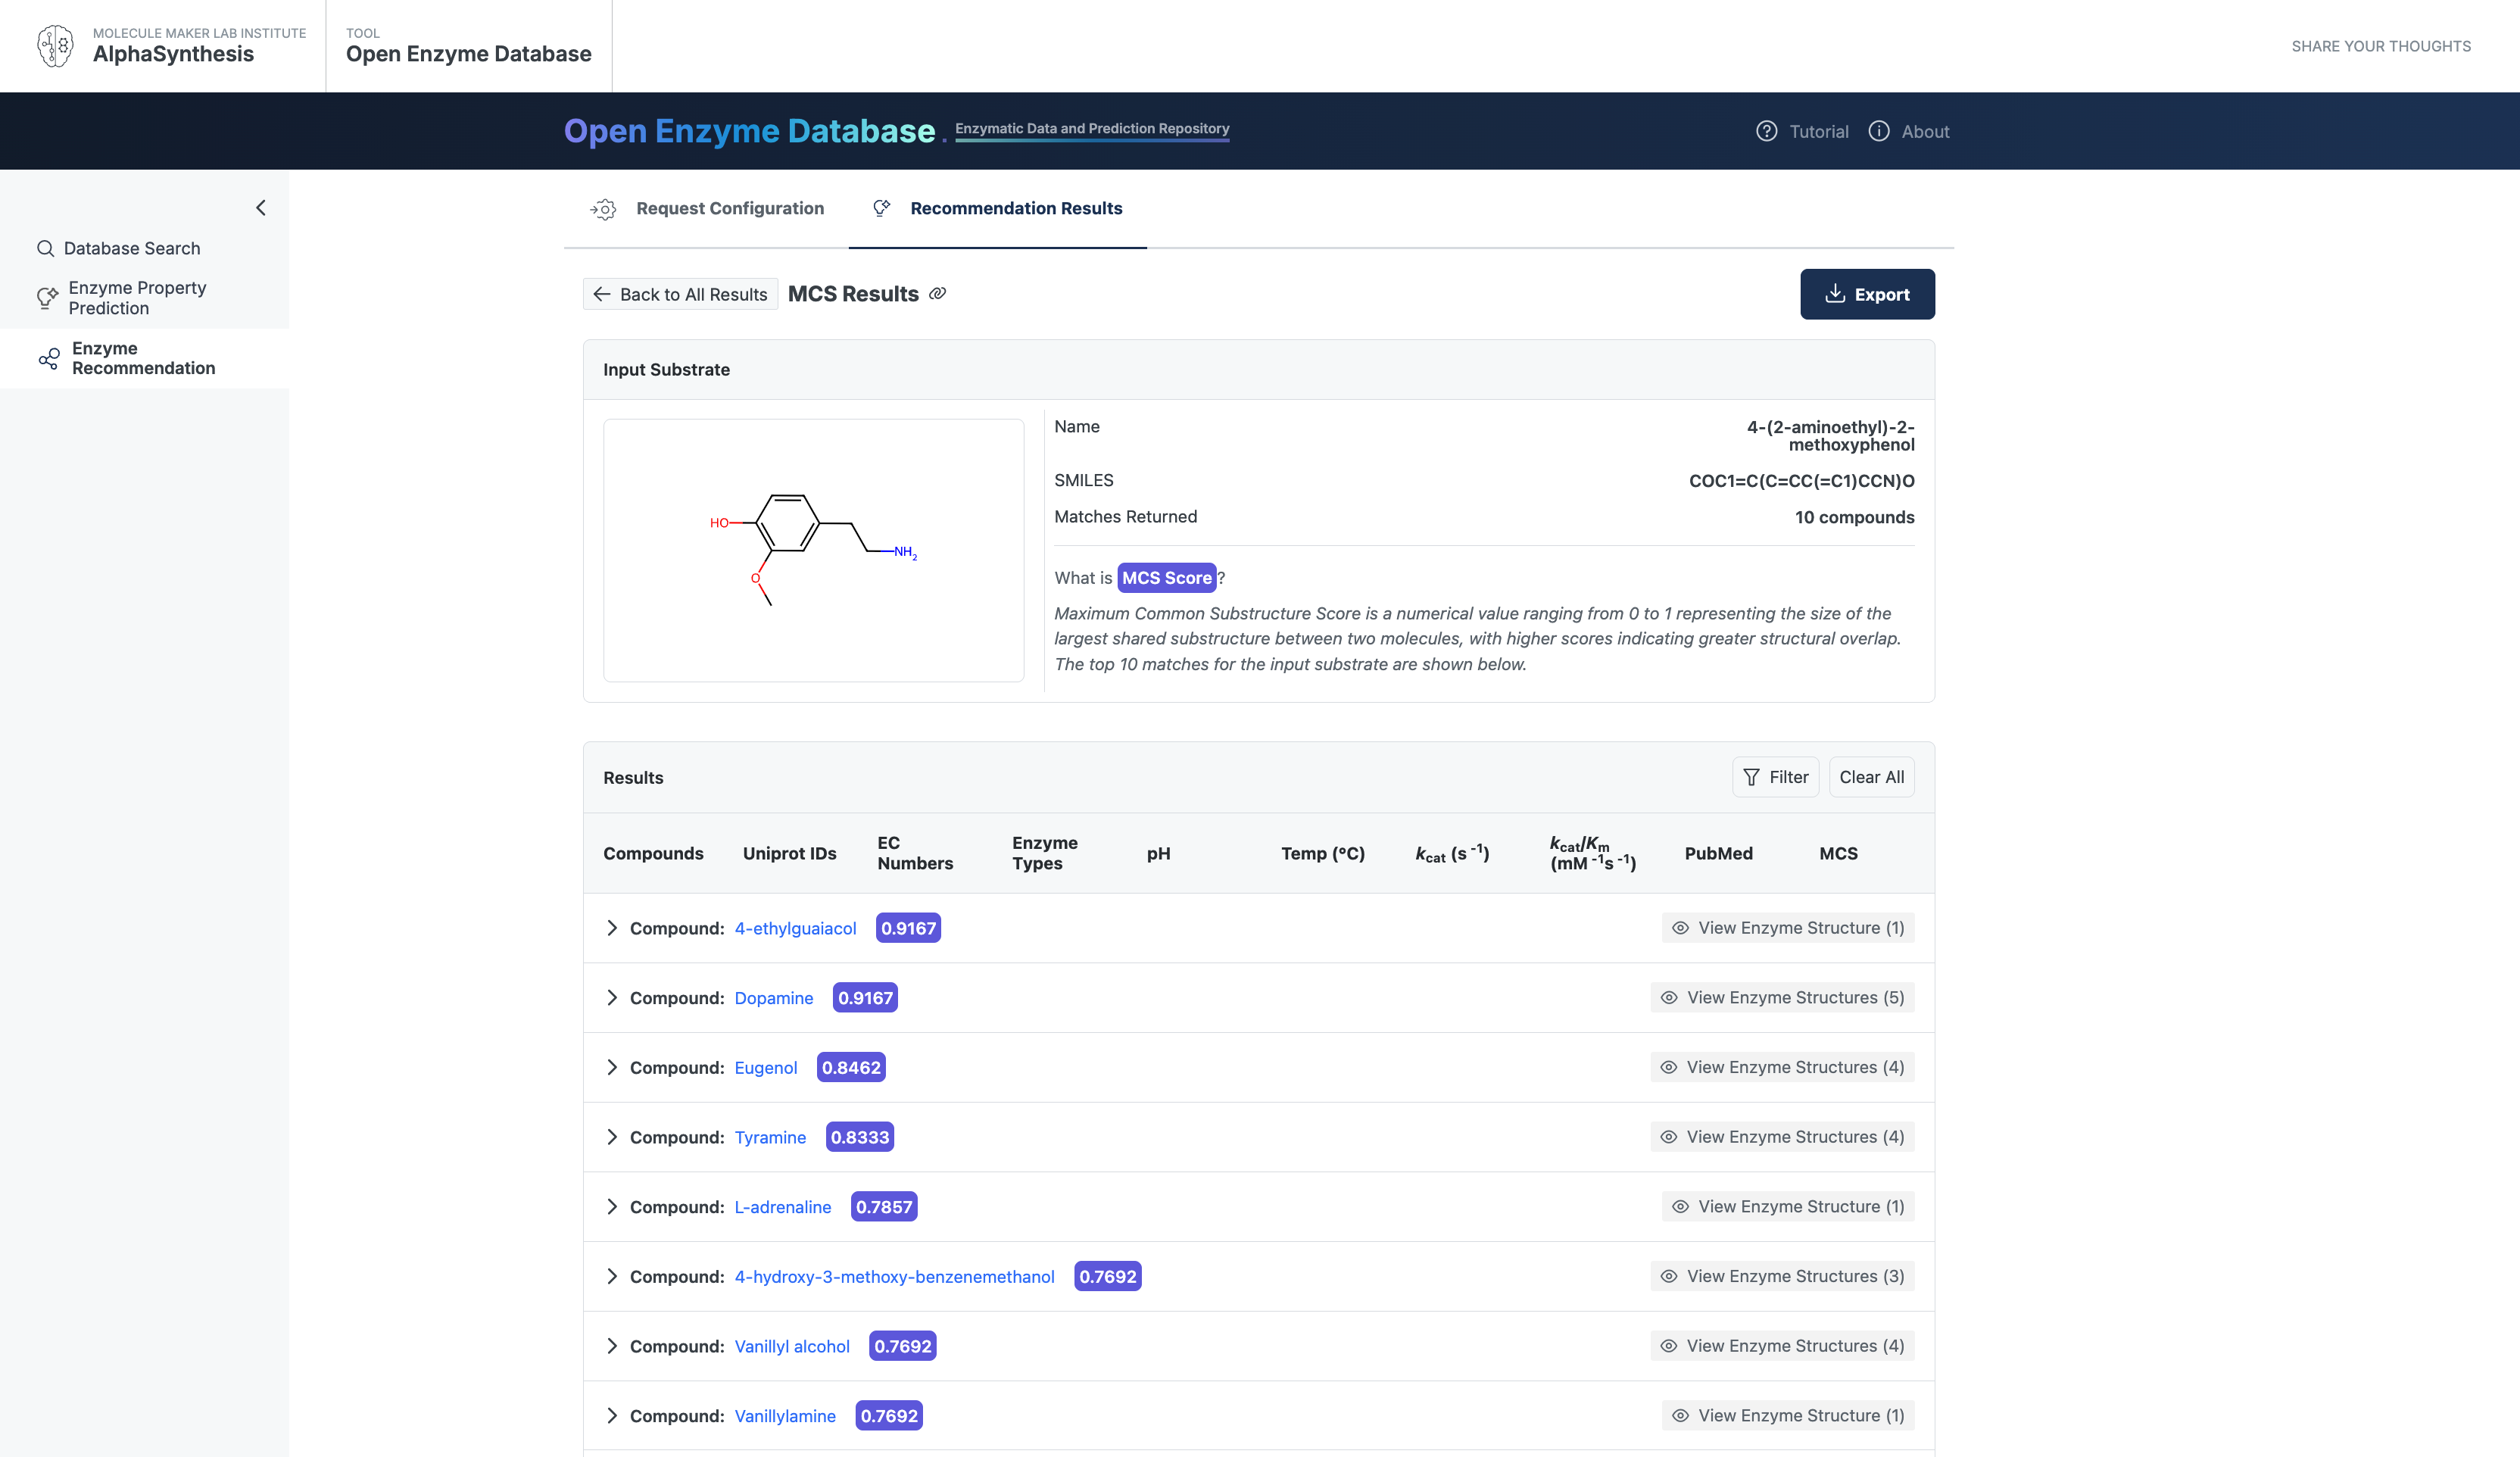 MOLECULE MAKER LAB INSTITUTE
AlphaSynthesis
TOOL
Open Enzyme Database
SHARE YOUR THOUGHTS
Open Enzyme Database .
Enzymatic Data and Prediction Repository
Tutorial
About
Database Search
Enzyme Property
Prediction
Enzyme
Recommendation
Request Configuration
Recommendation Results
Back to All Results
MCS Results
Export
Input Substrate
HO
O
NH2
Name
4-(2-aminoethyl)-2-
methoxyphenol
SMILES
COC1=C(C=CC(=C1)CCN)O
Matches Returned
10 compounds
What is MCS Score?
Maximum Common Substructure Score is a numerical value ranging from 0 to 1 representing the size of the
largest shared substructure between two molecules, with higher scores indicating greater structural overlap.
The top 10 matches for the input substrate are shown below.
Results
Filter
Clear All
Compounds
Uniprot IDs
EC
Numbers
Enzyme
Types
pH
Temp (°C)
kcat (s -1)
kcat/Km
(mM -1s -1)
PubMed
MCS
Compound: 4-ethylguaiacol 0.9167 View Enzyme Structure (1)
Compound: Dopamine 0.9167 View Enzyme Structures (5)
Compound: Eugenol 0.8462 View Enzyme Structures (4)
Compound: Tyramine 0.8333 View Enzyme Structures (4)
Compound: L-adrenaline 0.7857 View Enzyme Structure (1)
Compound: 4-hydroxy-3-methoxy-benzenemethanol 0.7692 View Enzyme Structures (3)
Compound: Vanillyl alcohol 0.7692 View Enzyme Structures (4)
Compound: Vanillylamine 0.7692 View Enzyme Structure (1)